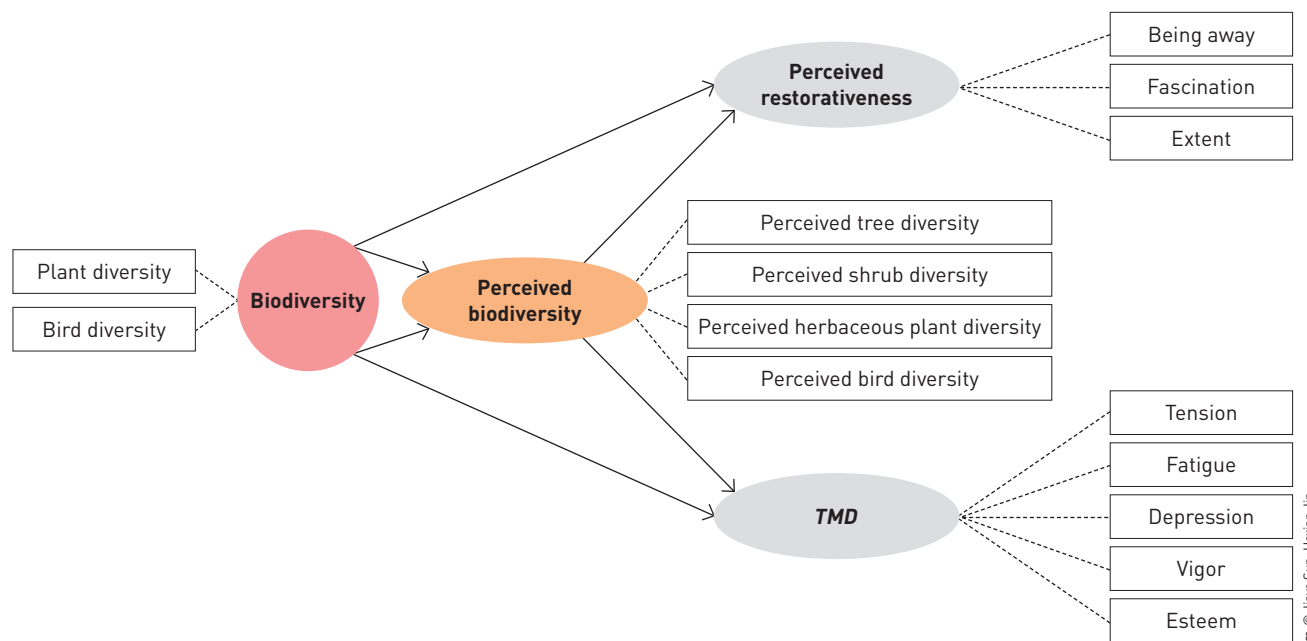 Being away
Perceived
restorativeness
Fascination
Extent
Perceived tree diversity
Plant diversity
Perceived shrub diversity
Biodiversity
Perceived
biodiversity
Bird diversity
Perceived herbaceous plant diversity
Perceived bird diversity
Tension
Fatigue
TMD
Depression
Vigor
Esteem